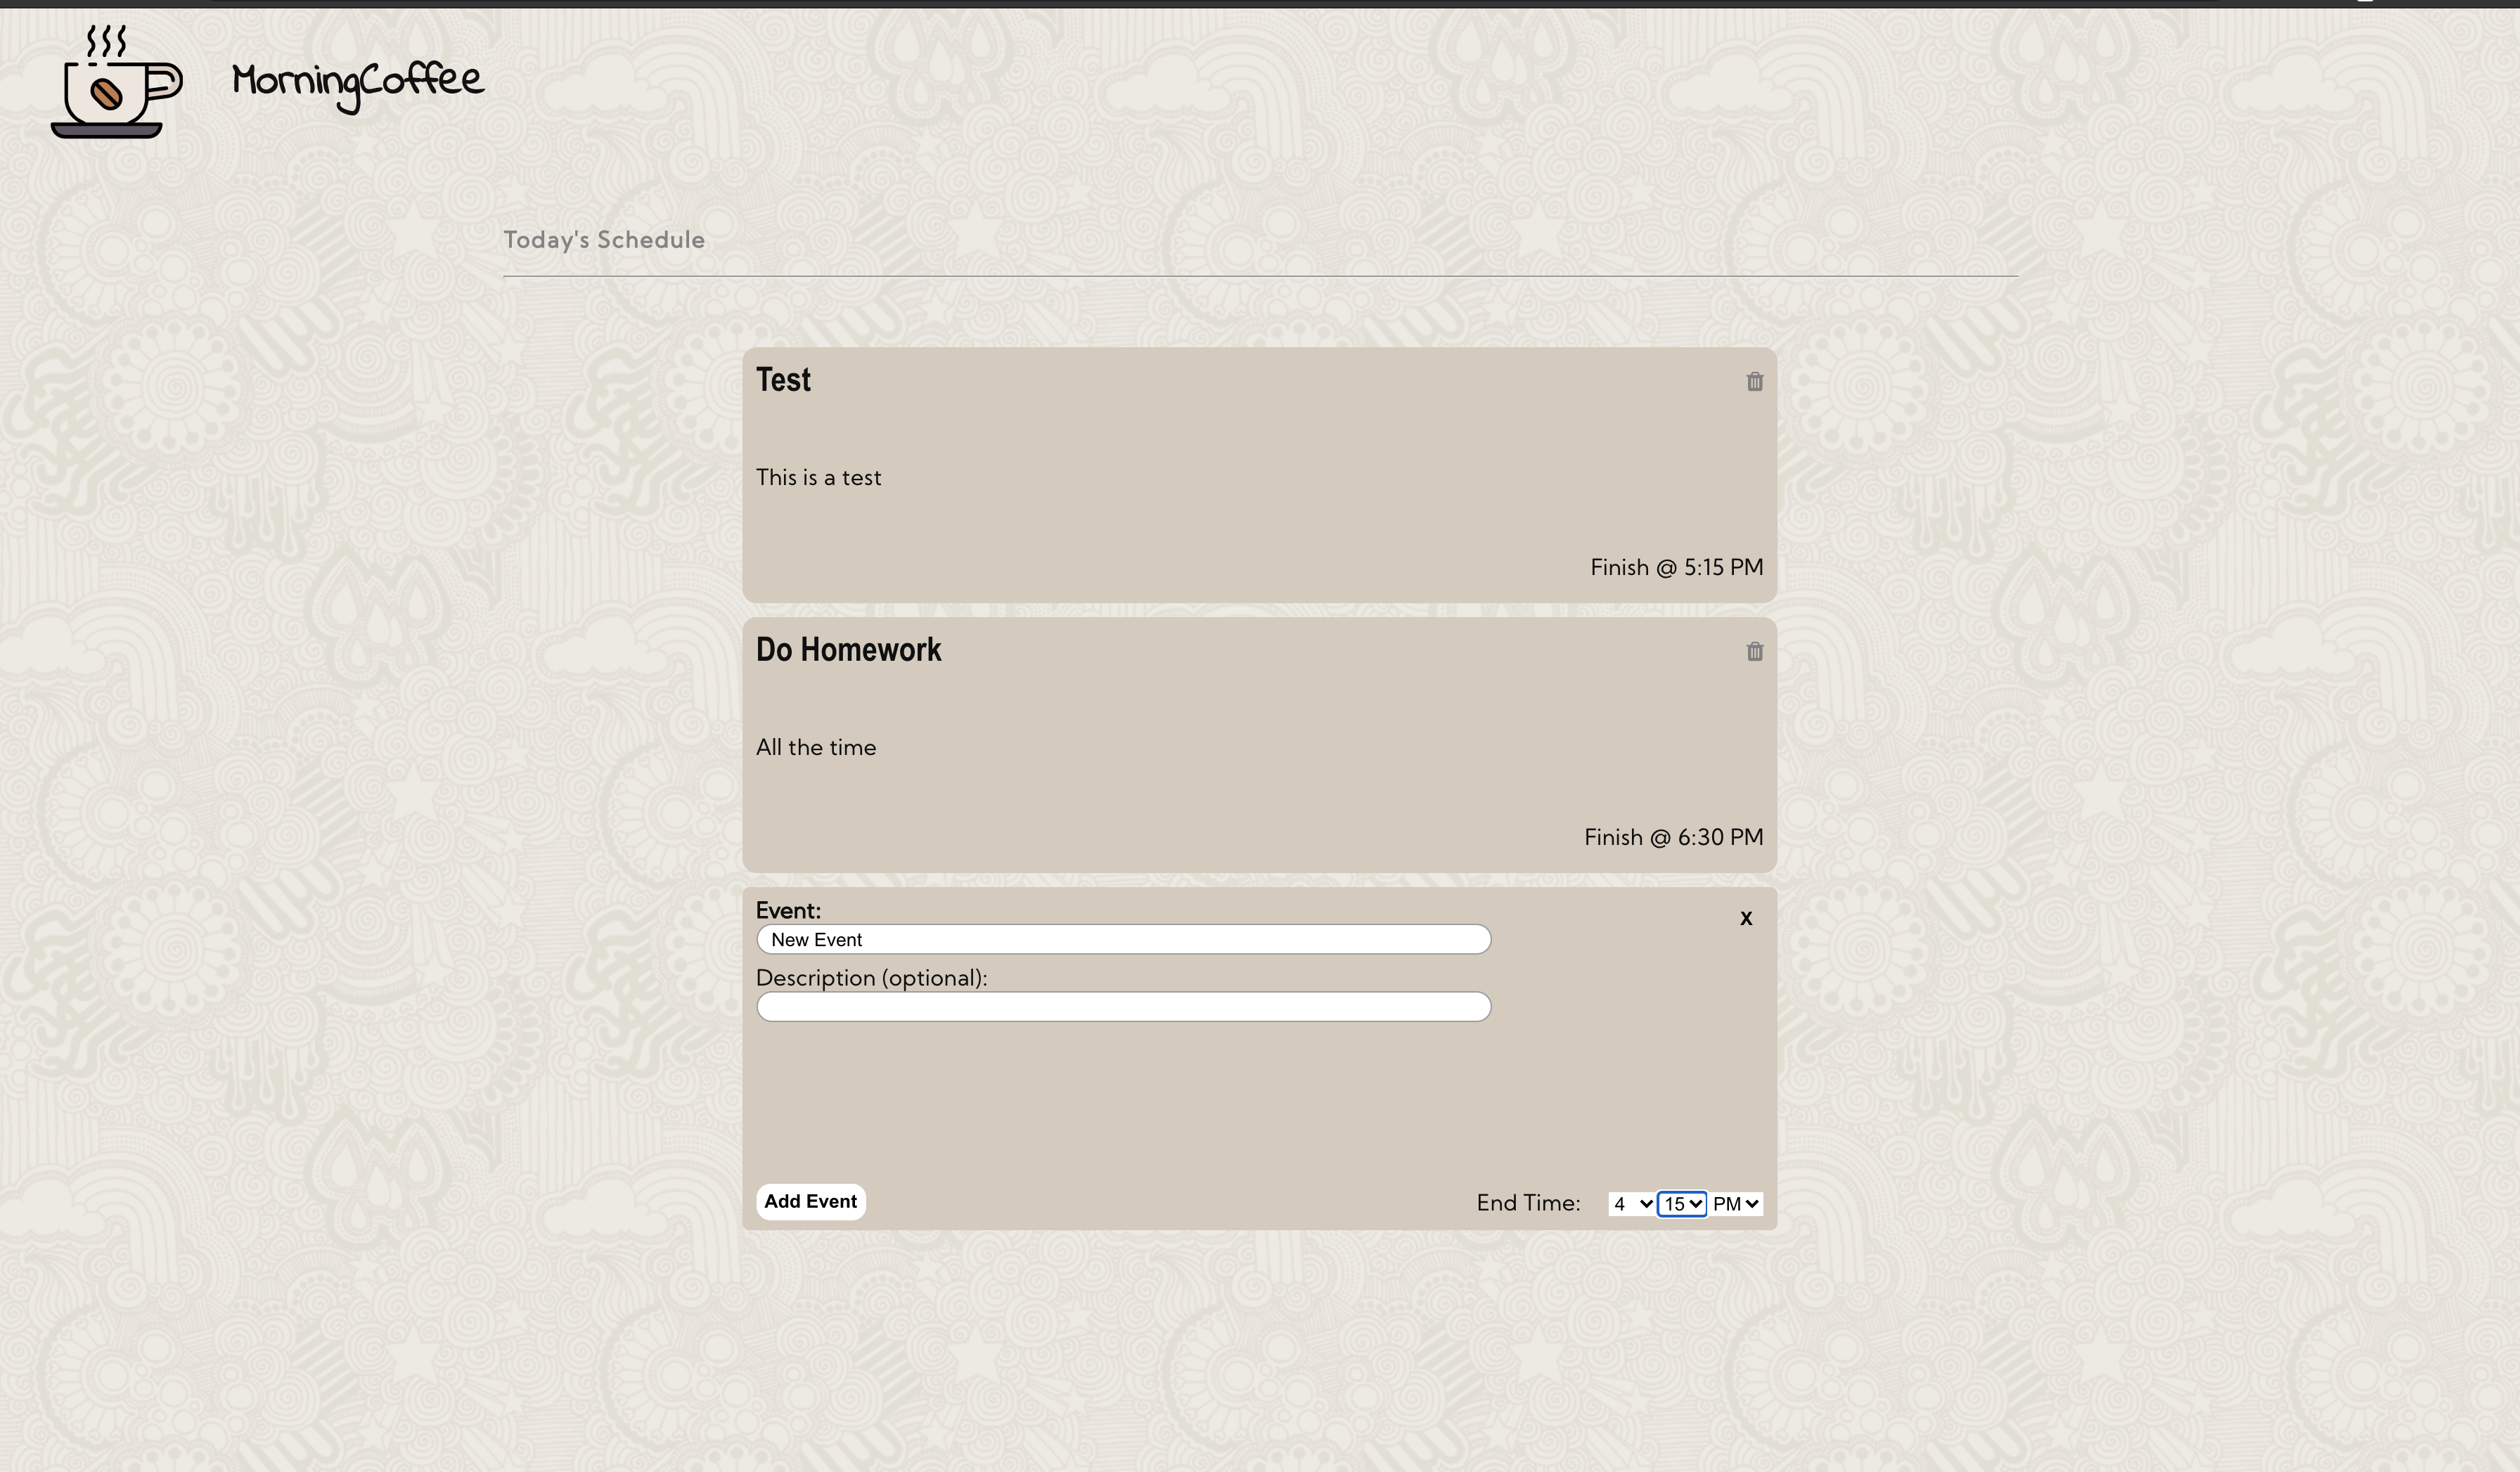 MorningCoffee
Today's Schedule
Test
This is a test
Finish @ 5:15 PM
Do Homework
All the time
Finish @ 6:30 PM
Event:
x
New Event
Description (optional):
Add Event
End Time: 4 15 PM